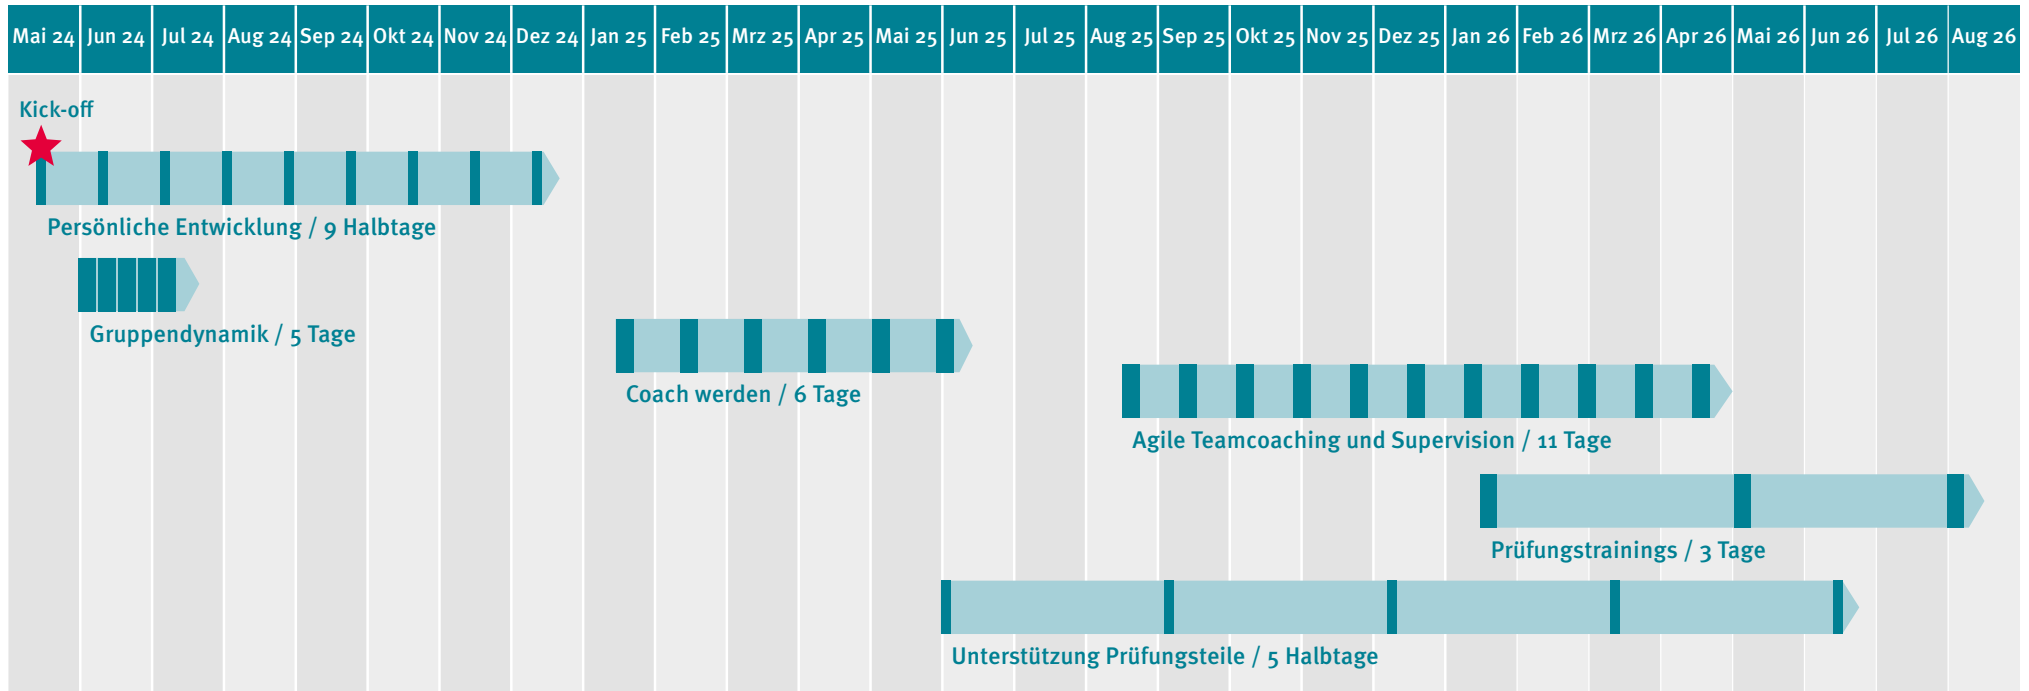 Mai 24 Jun 24 Jul 24 Aug 24 Sep 24 Okt 24 Nov 24 Dez 24 Jan 25 Feb 25 Mrz 25 Apr 25 Mai 25 Jun 25 Jul 25 Aug 25 Sep 25 Okt 25 Nov 25 Dez 25 Jan 26 Feb 26 Mrz 26 Apr 26 Mai 26 Jun 26 Jul 26 Aug 26
Kick-off
Persönliche Entwicklung / 9 Halbtage
Gruppendynamik / 5 Tage
Coach werden / 6 Tage
Agile Teamcoaching und Supervision / 11 Tage
Prüfungstrainings / 3 Tage
Unterstützung Prüfungsteile / 5 Halbtage